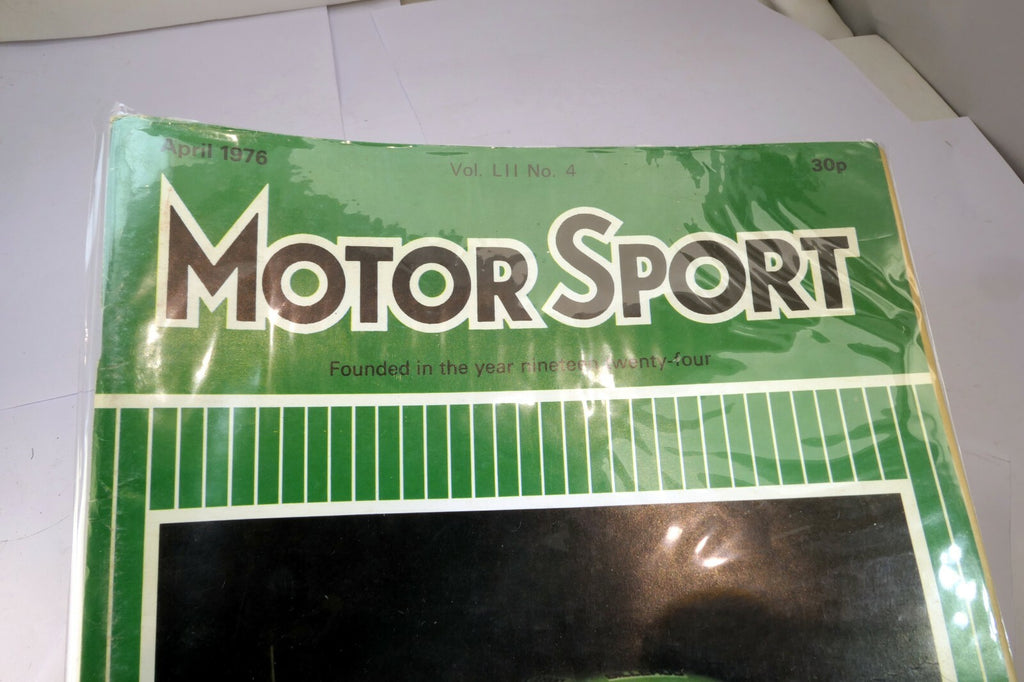 April 1976 Vol. LII No. 4 30p
MOTOR SPORT
Founded in the year nineteen twenty-four